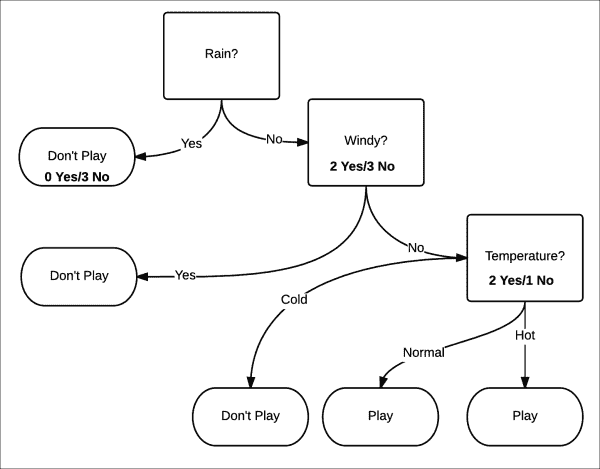 Rain?
Yes
No
Don't Play
0 Yes/3 No
Windy?
2 Yes/3 No
Yes
No
Don't Play
Temperature?
2 Yes/1 No
Cold
Normal
Hot
Don't Play
Play
Play